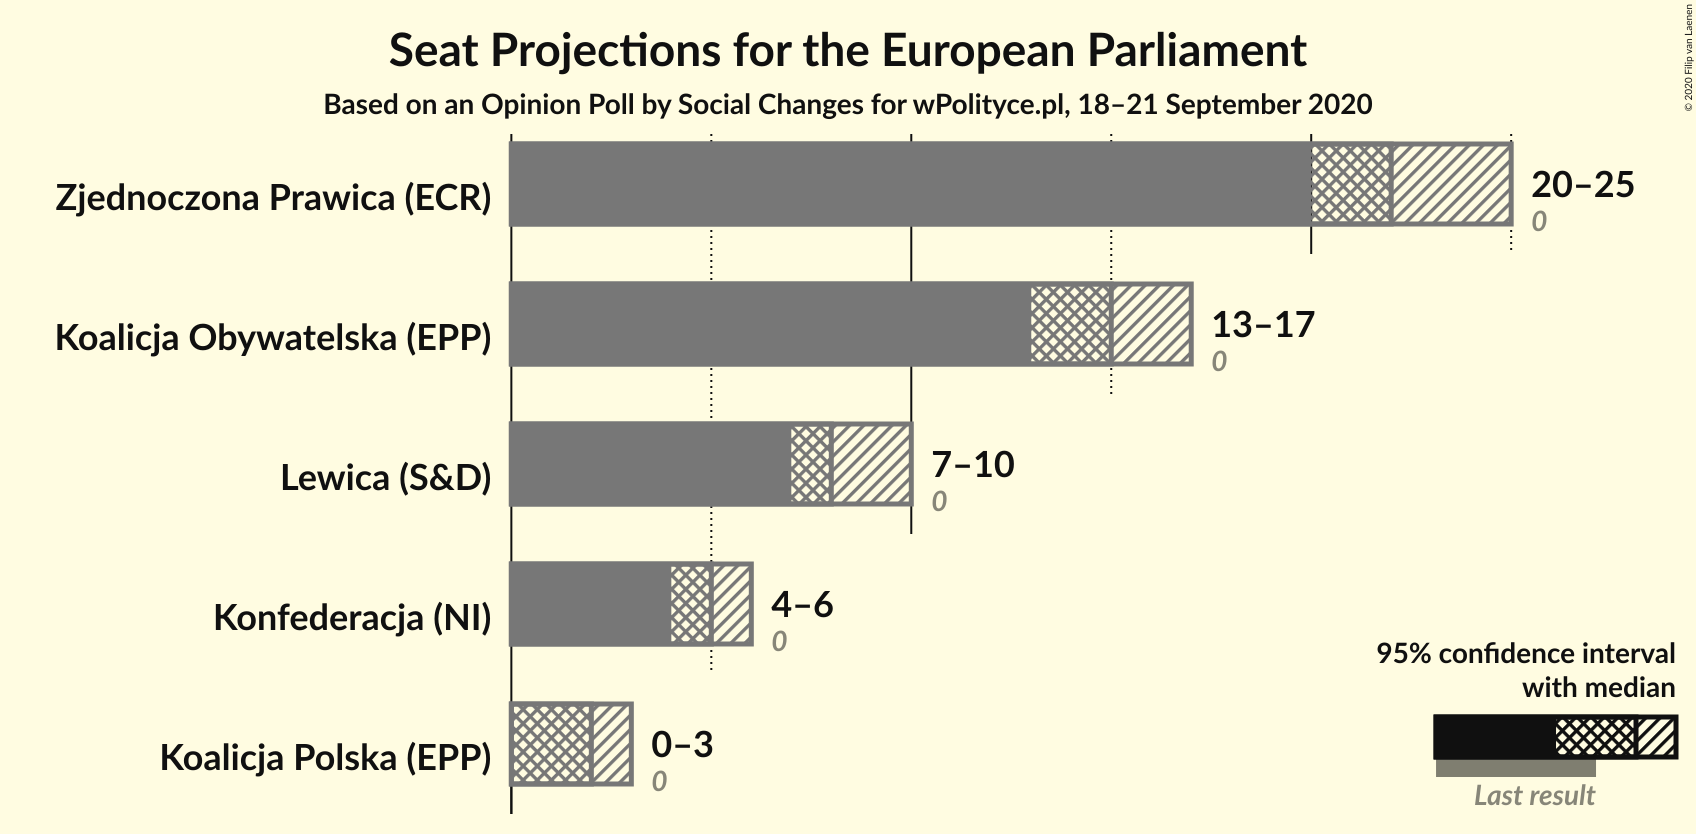 Seat Projections for the European Parliament
Based on an Opinion Poll by Social Changes for wPolityce.pl, 18–21 September 2020
© 2020 Filip van Laenen
Zjednoczona Prawica (ECR)
20–25
0
Koalicja Obywatelska (EPP)
13–17
0
Lewica (S&D)
7–10
0
Konfederacja (NI)
4–6
0
Koalicja Polska (EPP)
0–3
0
95% confidence interval
with median
Last result